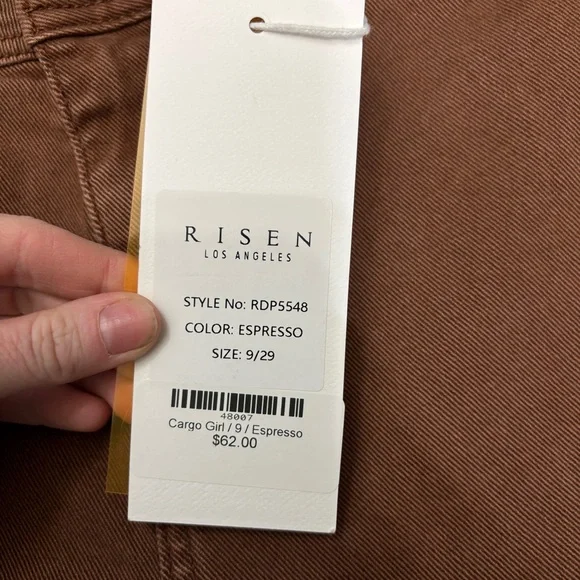 RISEN
LOS ANGELES
STYLE No: RDP5548
COLOR: ESPRESSO
SIZE: 9/29
48007
Cargo Girl / 9 / Espresso
$62.00